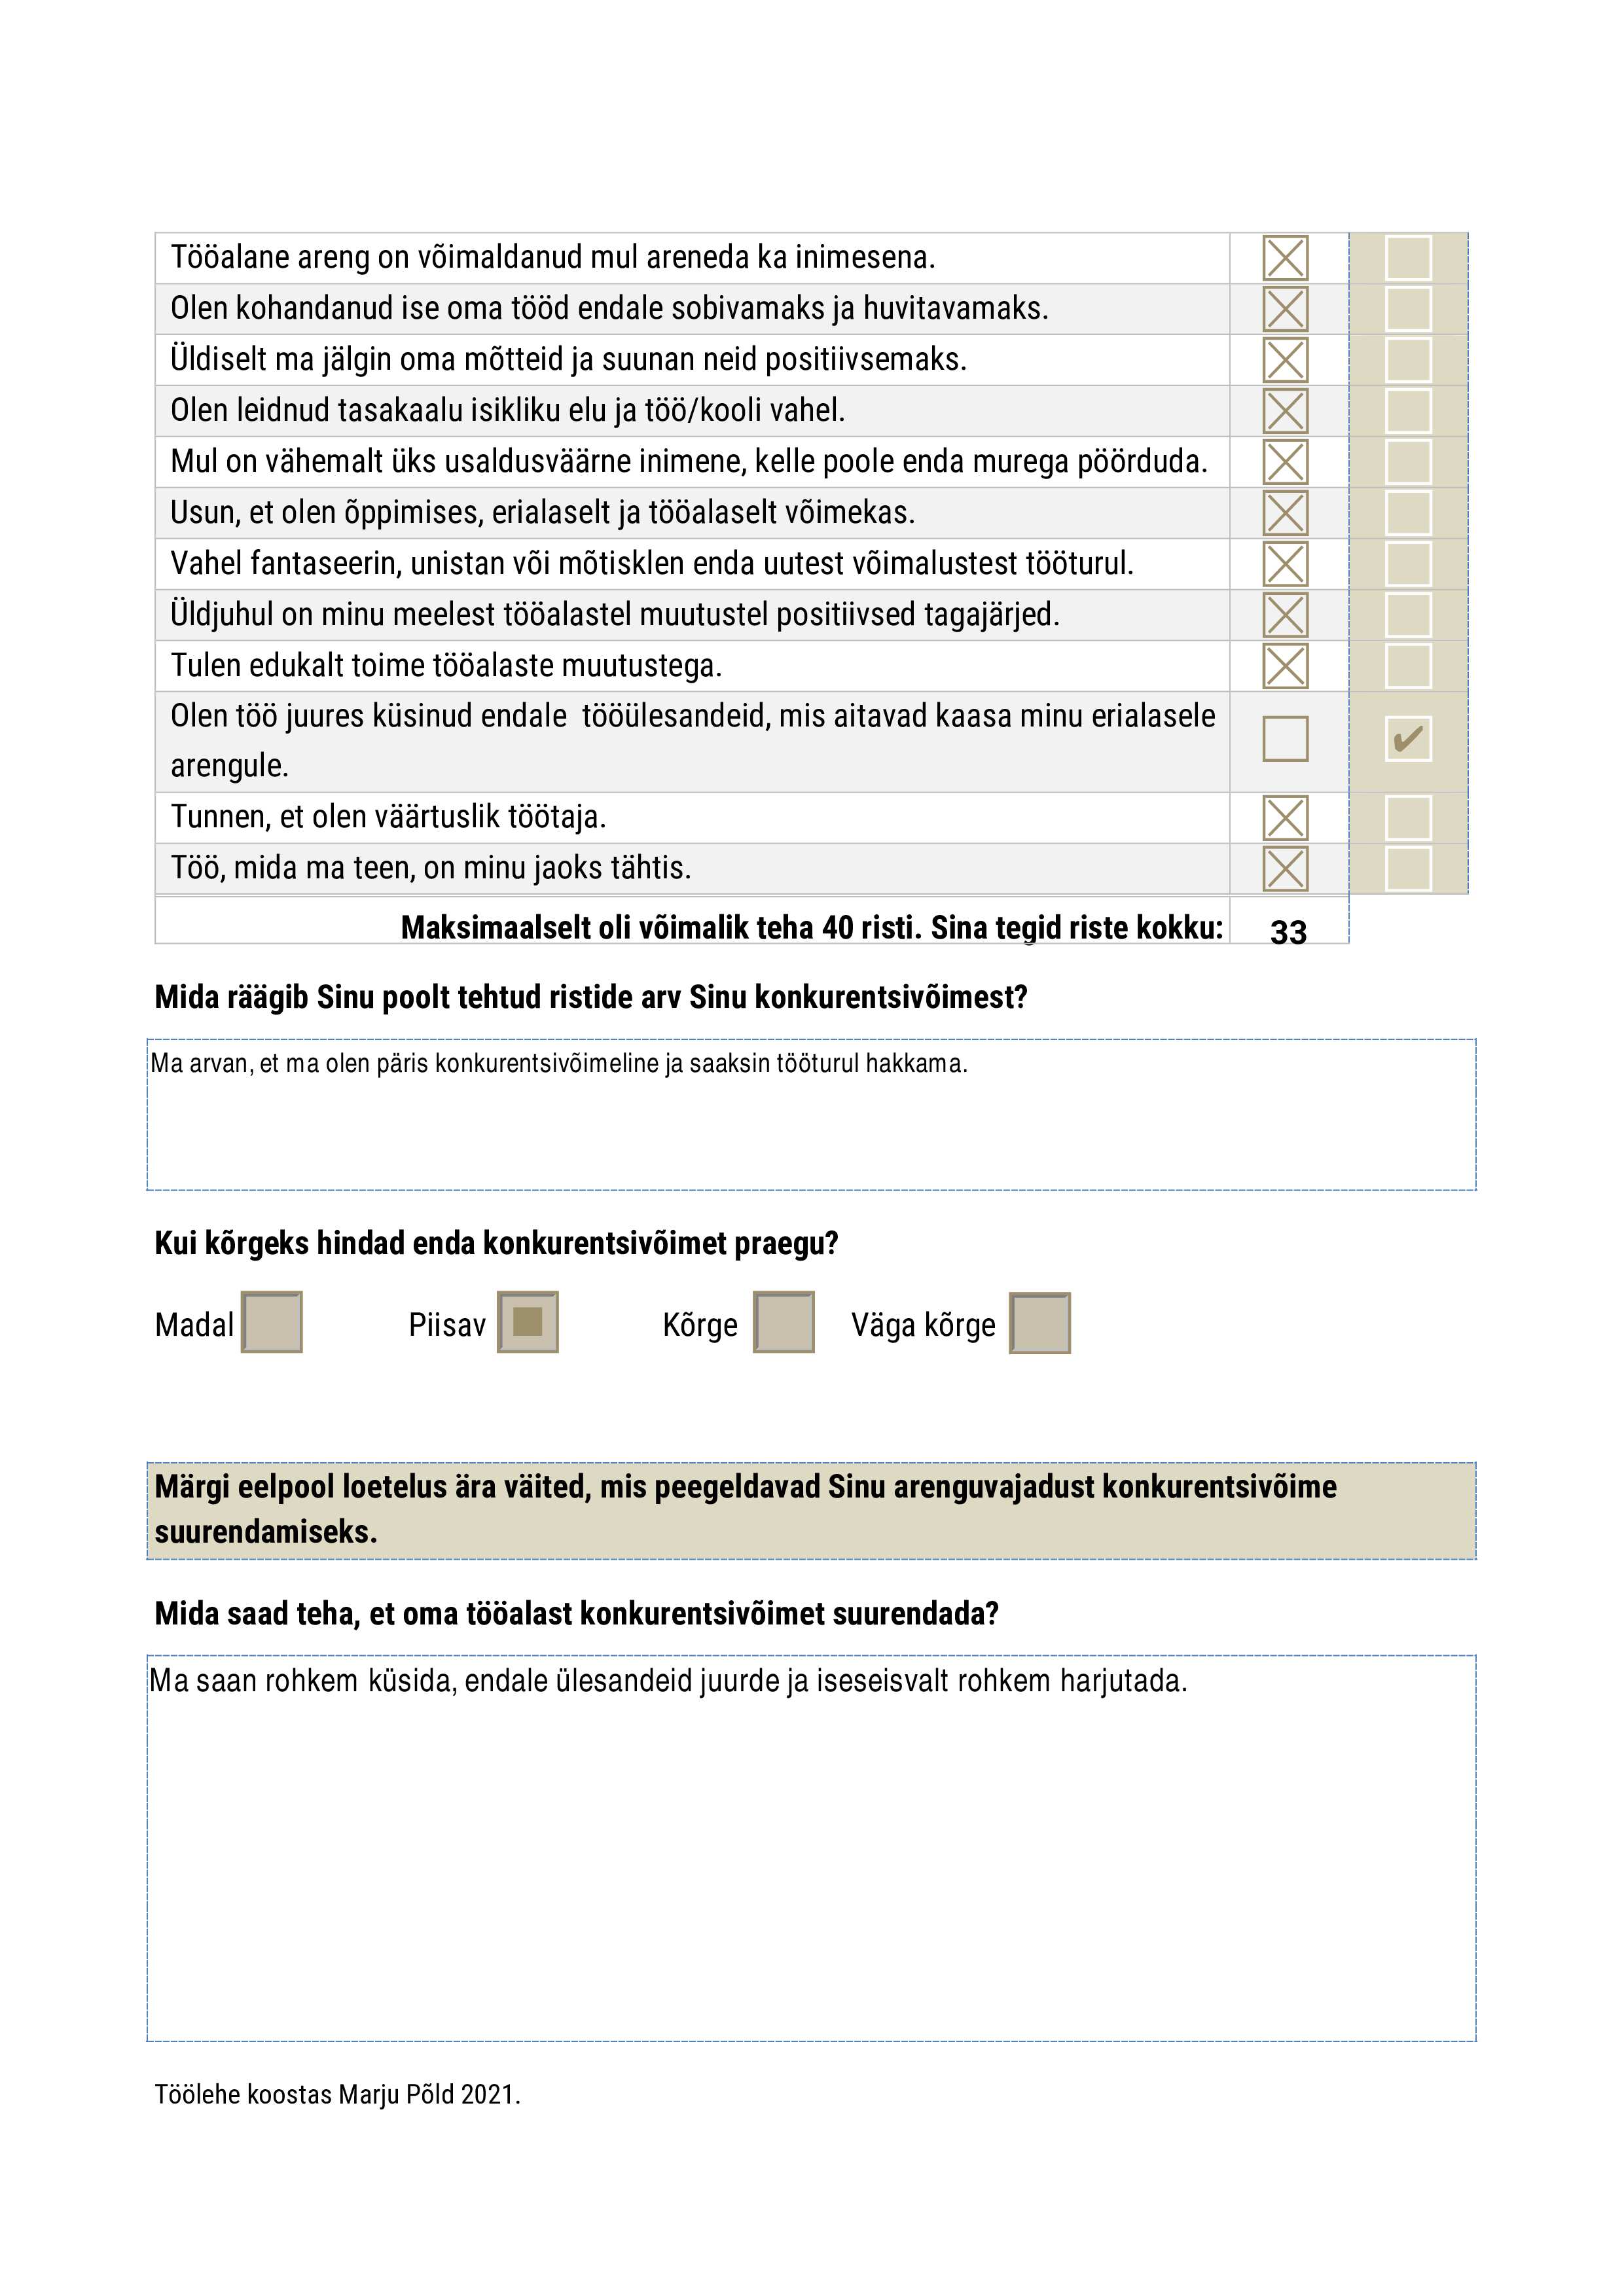 Tööalane areng on võimaldanud mul areneda ka inimesena.
Olen kohandanud ise oma tööd endale sobivamaks ja huvitavamaks.
Üldiselt ma jälgin oma mõtteid ja suunan neid positiivsemaks.
Olen leidnud tasakaalu isikliku elu ja töö/kooli vahel.
Mul on vähemalt üks usaldusväärne inimene, kelle poole enda murega pöörduda.
Usun, et olen õppimises, erialaselt ja tööalaselt võimekas.
Vahel fantaseerin, unistan või mõtisklen enda uutest võimalustest tööturul.
Üldjuhul on minu meelest tööalastel muutustel positiivsed tagajärjed.
Tulen edukalt toime tööalaste muutustega.
Olen töö juures küsinud endale  tööülesandeid, mis aitavad kaasa minu erialasele
arengule.
Tunnen, et olen väärtuslik töötaja.
Töö, mida ma teen, on minu jaoks tähtis.
Maksimaalselt oli võimalik teha 40 risti. Sina tegid riste kokku: 33
Mida räägib Sinu poolt tehtud ristide arv Sinu konkurentsivõimest?
Ma arvan, et ma olen päris konkurentsivõimeline ja saaksin tööturul hakkama.
Kui kõrgeks hindad enda konkurentsivõimet praegu?
Madal Piisav Kõrge Väga kõrge
Märgi eelpool loetelus ära väited, mis peegeldavad Sinu arenguvajadust konkurentsivõime
suurendamiseks.
Mida saad teha, et oma tööalast konkurentsivõimet suurendada?
Ma saan rohkem küsida, endale ülesandeid juurde ja iseseisvalt rohkem harjutada.
Töölehe koostas Marju Põld 2021.